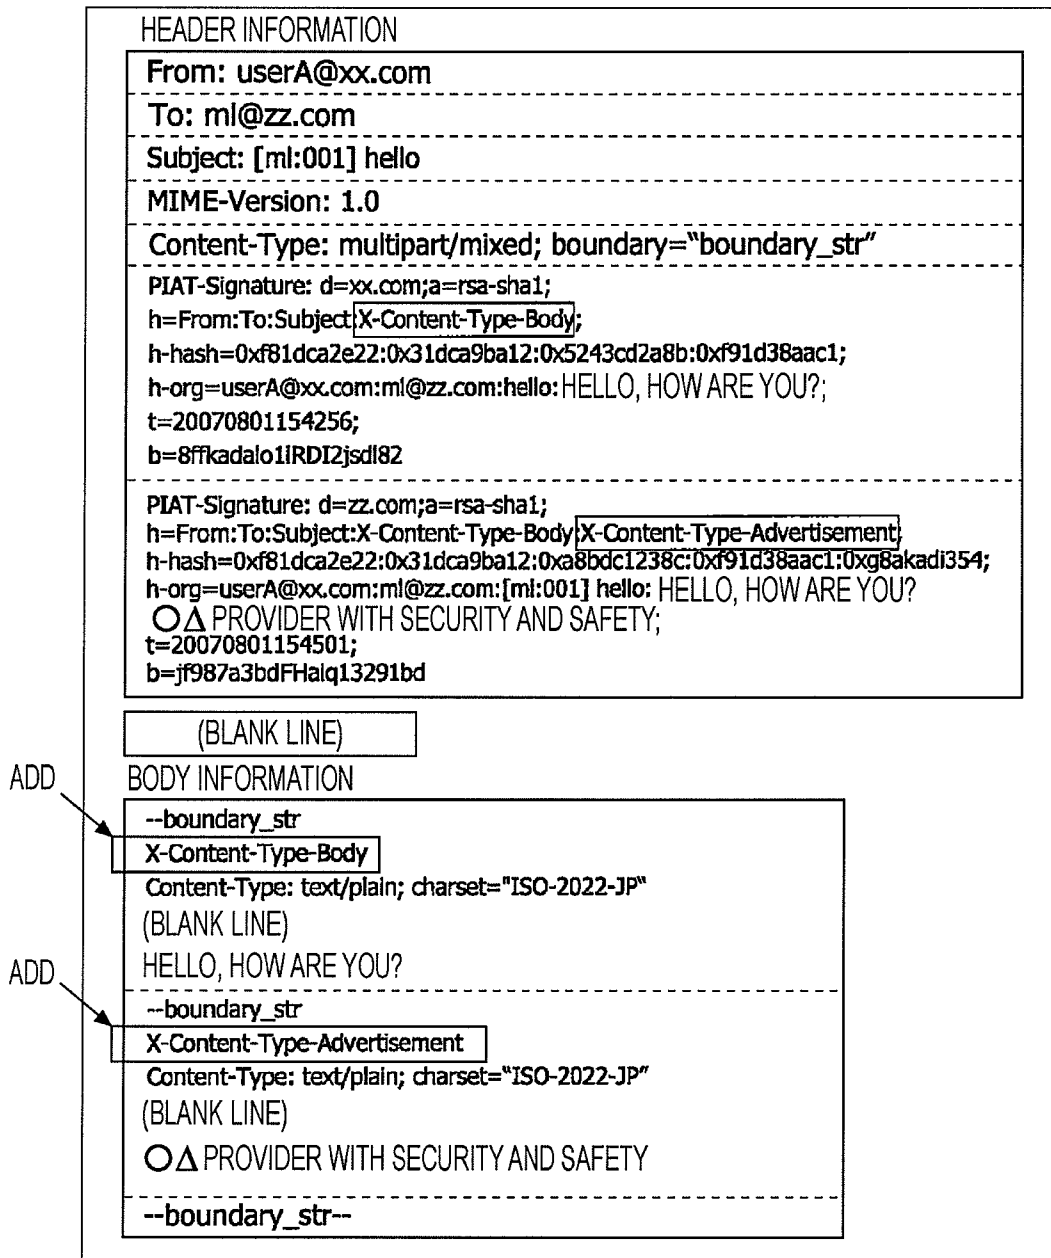 HEADER INFORMATION
From: userA@xx.com
To: ml@zz.com
Subject: [ml:001] hello
MIME-Version: 1.0
Content-Type: multipart/mixed; boundary=“boundary_str”
PIAT-Signature: d=xx.com;a=rsa-sha1;
h=From:To:Subject:X-Content-Type-Body;
h-hash=0xf81dca2e22:0x31dca9ba12:0x5243cd2a8b:0xf91d38aac1;
h-org=userA@xx.com:ml@zz.com:hello: HELLO, HOW ARE YOU?;
t=20070801154256;
b=8ffkadalo1lRDI2jsdl82
PIAT-Signature: d=zz.com;a=rsa-sha1;
h=From:To:Subject:X-Content-Type-Body:X-Content-Type-Advertisement;
h-hash=0xf81dca2e22:0x31dca9ba12:0xa8bdc1238c:0xf91d38aac1:0xg8akadi354;
h-org=userA@xx.com:ml@zz.com:[ml:001] hello: HELLO, HOW ARE YOU?
○△ PROVIDER WITH SECURITY AND SAFETY;
t=20070801154501;
b=jf987a3bdFHalq13291bd
(BLANK LINE)
BODY INFORMATION
ADD
--boundary_str
X-Content-Type-Body
Content-Type: text/plain; charset="ISO-2022-JP"
(BLANK LINE)
HELLO, HOW ARE YOU?
ADD
--boundary_str
X-Content-Type-Advertisement
Content-Type: text/plain; charset=“ISO-2022-JP”
(BLANK LINE)
○△ PROVIDER WITH SECURITY AND SAFETY
--boundary_str--